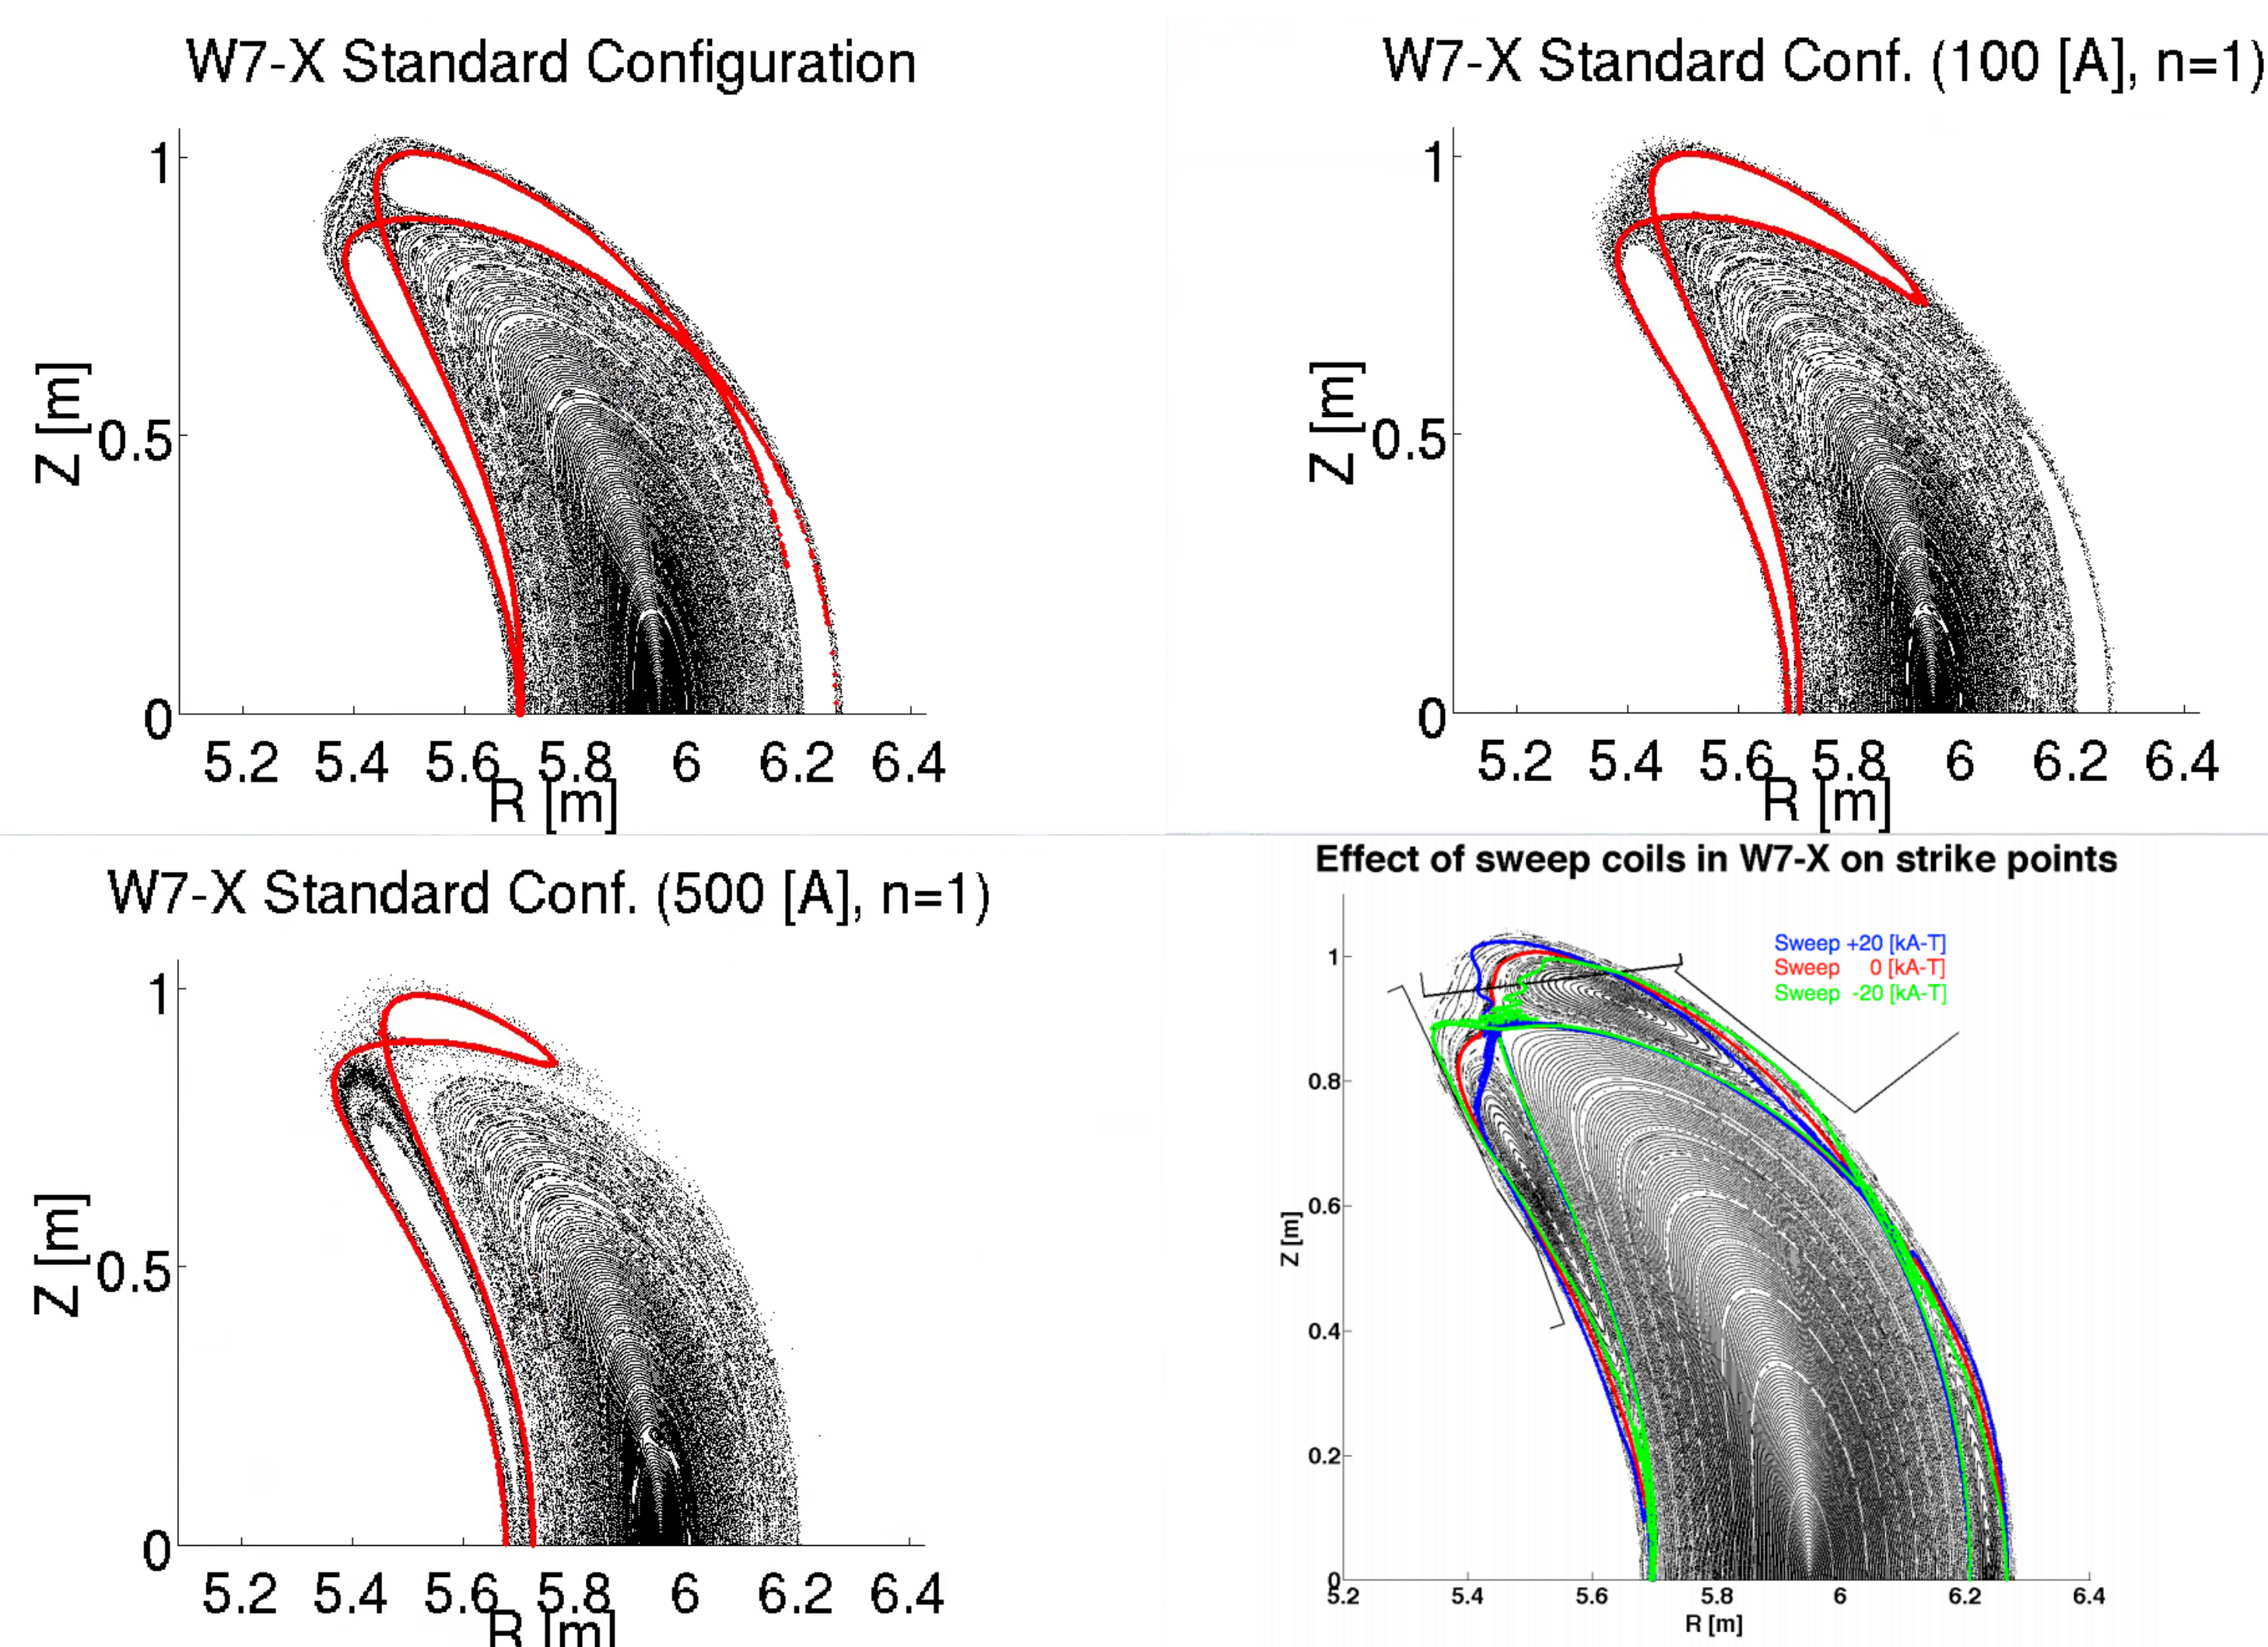 W7-X Standard Configuration
1
0.5
0
Z [m]
5.2 5.4 5.6 5.8 6 6.2 6.4
R [m]
W7-X Standard Conf. (100 [A], n=1)
1
0.5
0
Z [m]
5.2 5.4 5.6 5.8 6 6.2 6.4
R [m]
W7-X Standard Conf. (500 [A], n=1)
1
0.5
0
Z [m]
5.2 5.4 5.6 5.8 6 6.2 6.4
R [m]
Effect of sweep coils in W7-X on strike points
Sweep +20 [kA-T]
Sweep 0 [kA-T]
Sweep -20 [kA-T]
1
0.8
0.6
0.4
0.2
0
Z [m]
5.2 5.4 5.6 5.8 6 6.2 6.4
R [m]